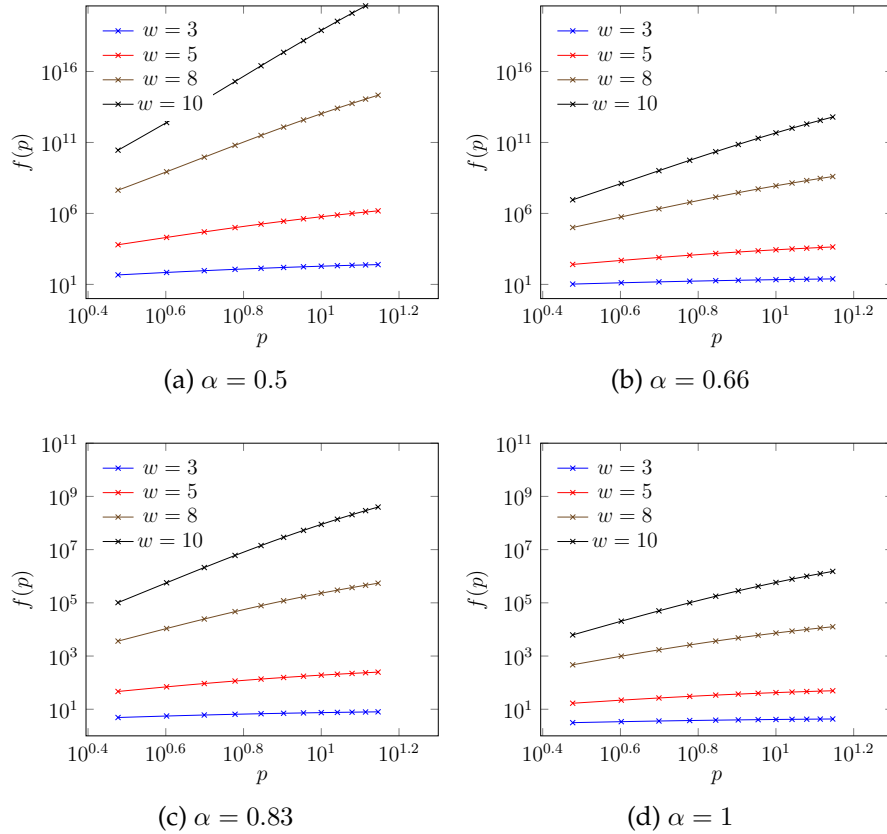 w = 3
w = 5
w = 8
w = 10
10^16
10^11
10^6
10^1
f(p)
10^0.4 10^0.6 10^0.8 10^1 10^1.2
p
(a) α = 0.5
w = 3
w = 5
w = 8
w = 10
10^16
10^11
10^6
10^1
f(p)
10^0.4 10^0.6 10^0.8 10^1 10^1.2
p
(b) α = 0.66
10^11
w = 3
w = 5
w = 8
w = 10
10^9
10^7
10^5
10^3
10^1
f(p)
10^0.4 10^0.6 10^0.8 10^1 10^1.2
p
(c) α = 0.83
10^11
w = 3
w = 5
w = 8
w = 10
10^9
10^7
10^5
10^3
10^1
f(p)
10^0.4 10^0.6 10^0.8 10^1 10^1.2
p
(d) α = 1